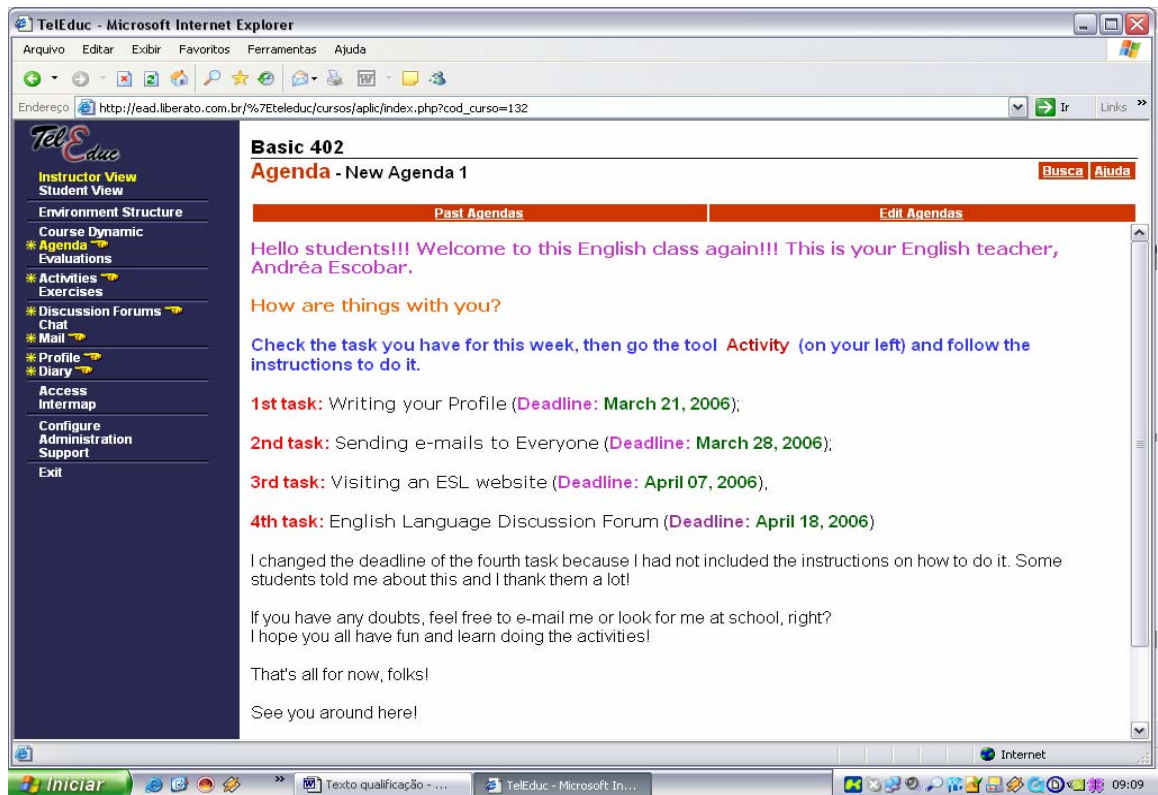 TelEduc - Microsoft Internet Explorer
Arquivo Editar Exibir Favoritos Ferramentas Ajuda
Endereço http://ead.liberato.com.br/%7Eteleduc/cursos/aplic/index.php?cod_curso=132 Ir Links »
TelEduc
Instructor View
Student View
Environment Structure
Course Dynamic
Agenda
Evaluations
Activities
Exercises
Discussion Forums
Chat
Mail
Profile
Diary
Access
Intermap
Configure
Administration
Support
Exit
Basic 402
Agenda - New Agenda 1
Busca Ajuda
Past Agendas Edit Agendas
Hello students!!! Welcome to this English class again!!! This is your English teacher,
Andréa Escobar.
How are things with you?
Check the task you have for this week, then go the tool Activity (on your left) and follow the
instructions to do it.
1st task: Writing your Profile (Deadline: March 21, 2006);
2nd task: Sending e-mails to Everyone (Deadline: March 28, 2006);
3rd task: Visiting an ESL website (Deadline: April 07, 2006),
4th task: English Language Discussion Forum (Deadline: April 18, 2006)
I changed the deadline of the fourth task because I had not included the instructions on how to do it. Some
students told me about this and I thank them a lot!
If you have any doubts, feel free to e-mail me or look for me at school, right?
I hope you all have fun and learn doing the activities!
That's all for now, folks!
See you around here!
Internet
Iniciar » Texto qualificação - ... TelEduc - Microsoft In... 09:09